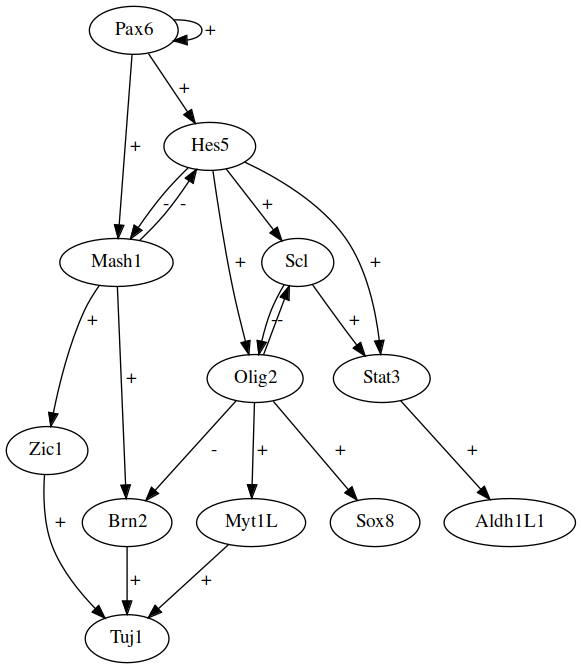 Pax6
+
+
+
Hes5
- -
+
+
+
Mash1
Scl
+
+
--
+
Olig2
Stat3
Zic1
-
+
+
+
+
Brn2
Myt1L
Sox8
Aldh1L1
+
+
Tuj1